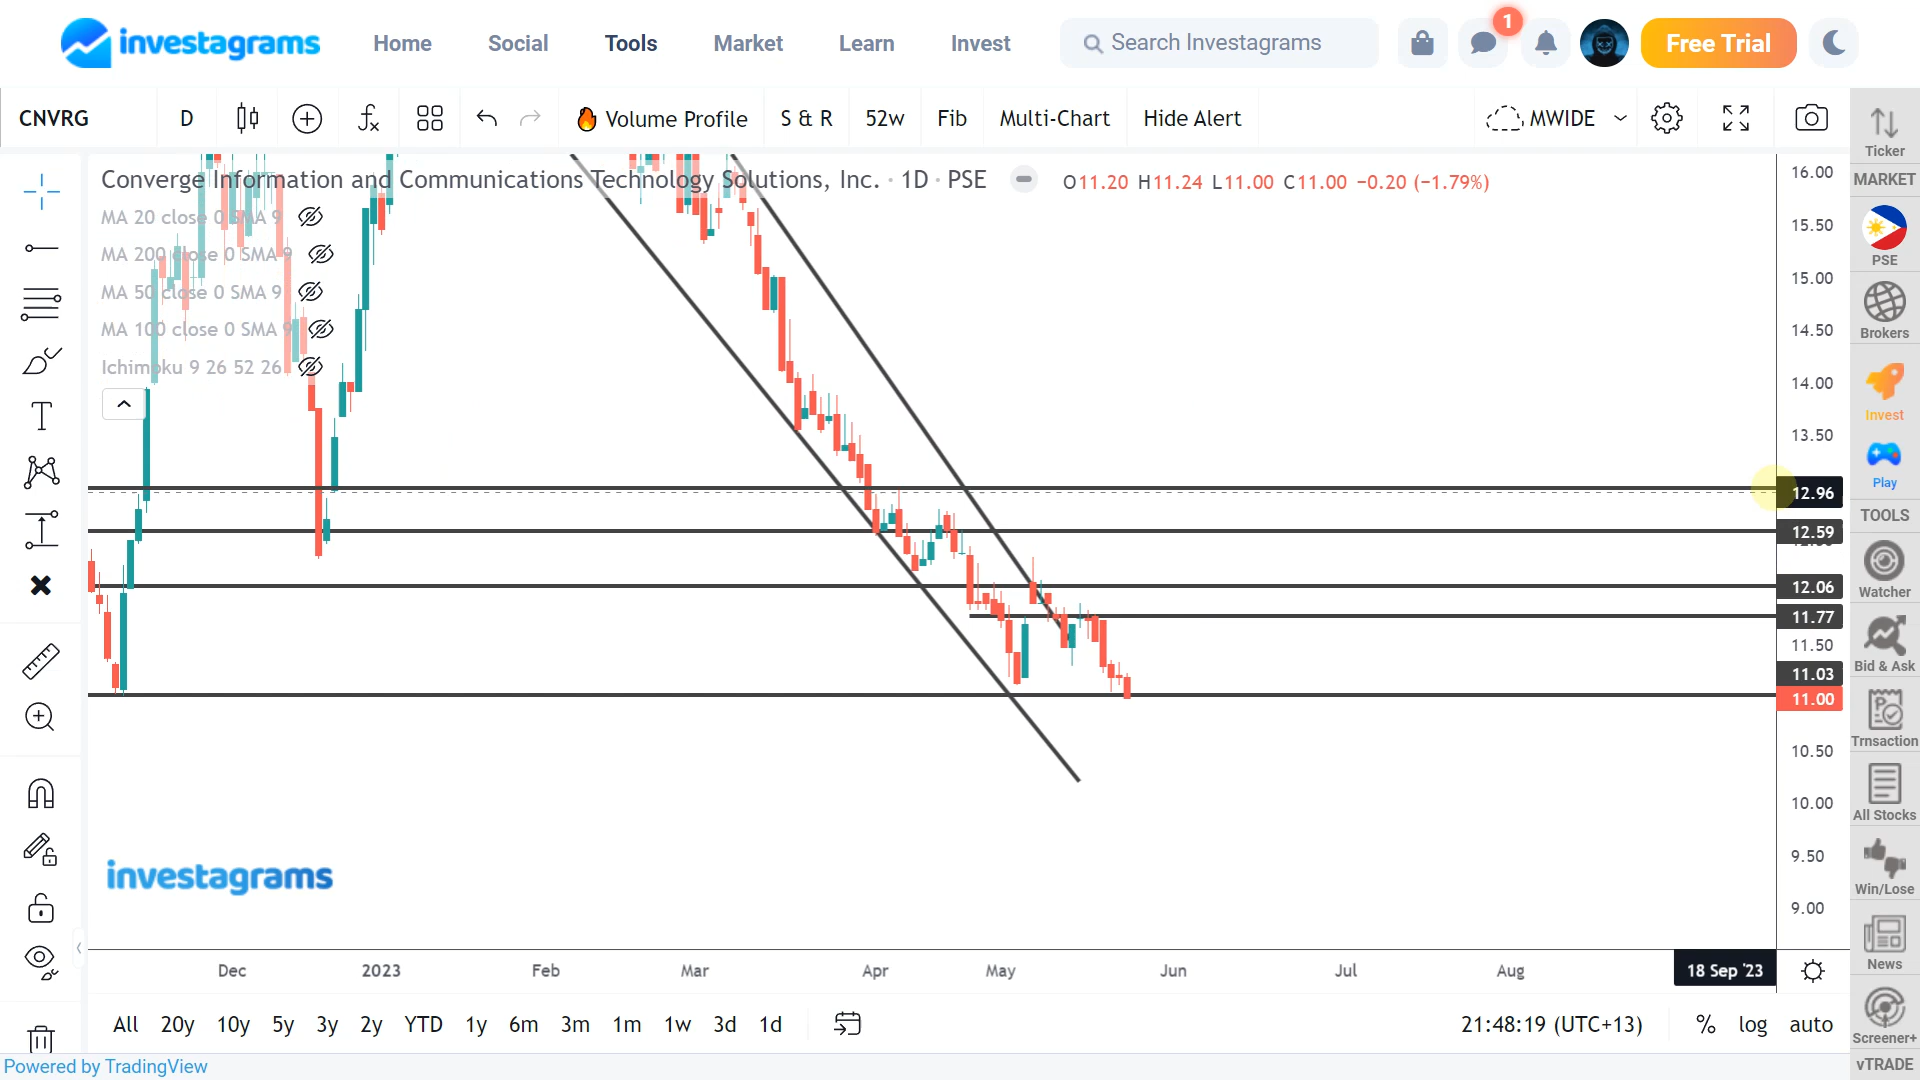 investagrams
Home
Social
Tools
Market
Learn
Invest
Search Investagrams
1
Free Trial
CNVRG
D
Volume Profile
S & R
52w
Fib
Multi-Chart
Hide Alert
MWIDE
Ticker
MARKET
PSE
Brokers
Invest
Play
TOOLS
Watcher
Bid & Ask
Trnsaction
All Stocks
Win/Lose
News
Screener+
vTRADE
Converge Information and Communications Technology Solutions, Inc. · 1D · PSE
O11.20 H11.24 L11.00 C11.00 −0.20 (−1.79%)
MA 20 close 0 SMA 9
MA 200 close 0 SMA 9
MA 50 close 0 SMA 9
MA 100 close 0 SMA 9
Ichimoku 9 26 52 26
16.00
15.50
15.00
14.50
14.00
13.50
12.96
12.59
12.06
11.77
11.50
11.03
11.00
10.50
10.00
9.50
9.00
investagrams
Dec
2023
Feb
Mar
Apr
May
Jun
Jul
Aug
18 Sep '23
All
20y
10y
5y
3y
2y
YTD
1y
6m
3m
1m
1w
3d
1d
21:48:19 (UTC+13)
%
log
auto
Powered by TradingView